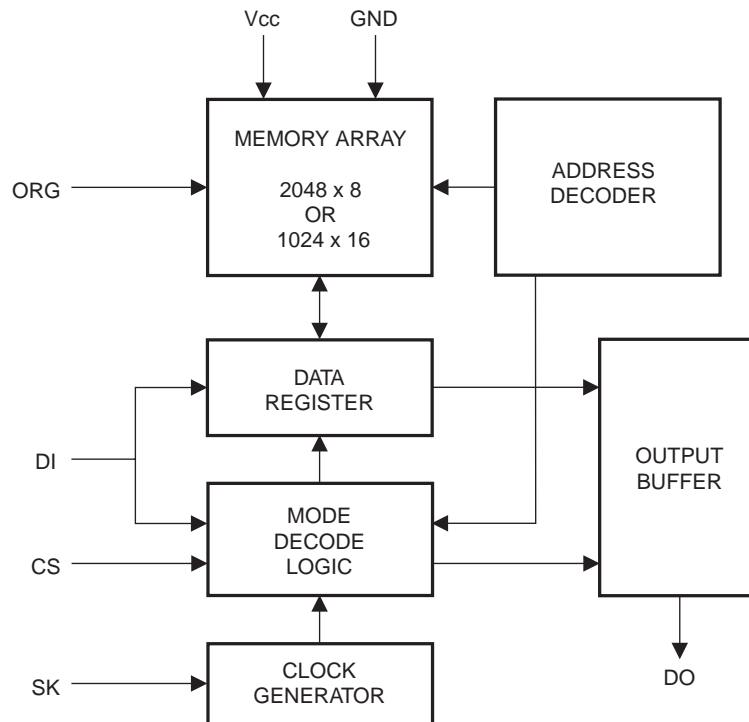 Vcc
GND
MEMORY ARRAY
2048 x 8
OR
1024 x 16
ADDRESS
DECODER
ORG
DATA
REGISTER
DI
OUTPUT
BUFFER
MODE
DECODE
LOGIC
CS
CLOCK
GENERATOR
SK
DO